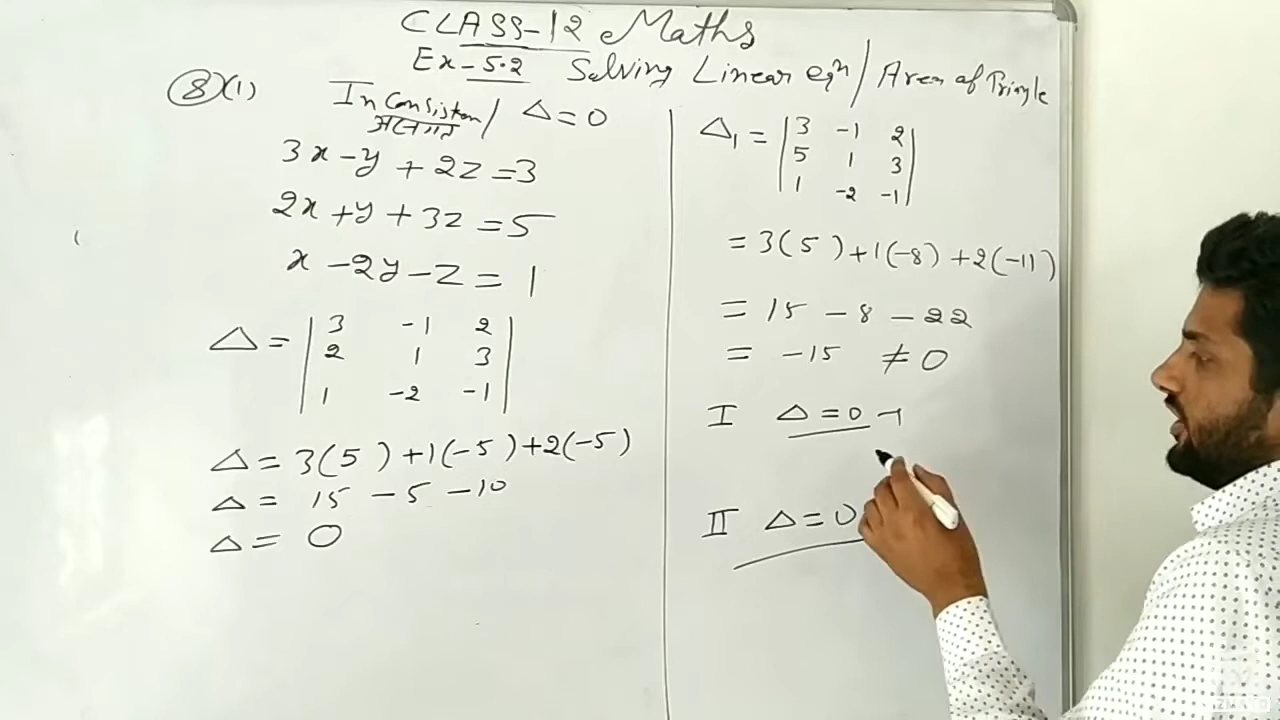 CLASS-12 Maths
Ex-5.2 Solving Linear eqⁿ / Area of Triangle
8)(1) Inconsisten / Δ=0
3x-y+2z=3
2x+y+3z=5
x-2y-z=1
Δ = | 3 -1 2 |
| 2 1 3 |
| 1 -2 -1 |
Δ = 3(5)+1(-5)+2(-5)
Δ = 15 -5 -10
Δ = 0
Δ₁ = | 3 -1 2 |
| 5 1 3 |
| 1 -2 -1 |
= 3(5)+1(-8)+2(-11)
= 15 - 8 - 22
= -15 ≠ 0
I Δ=0
II Δ=0